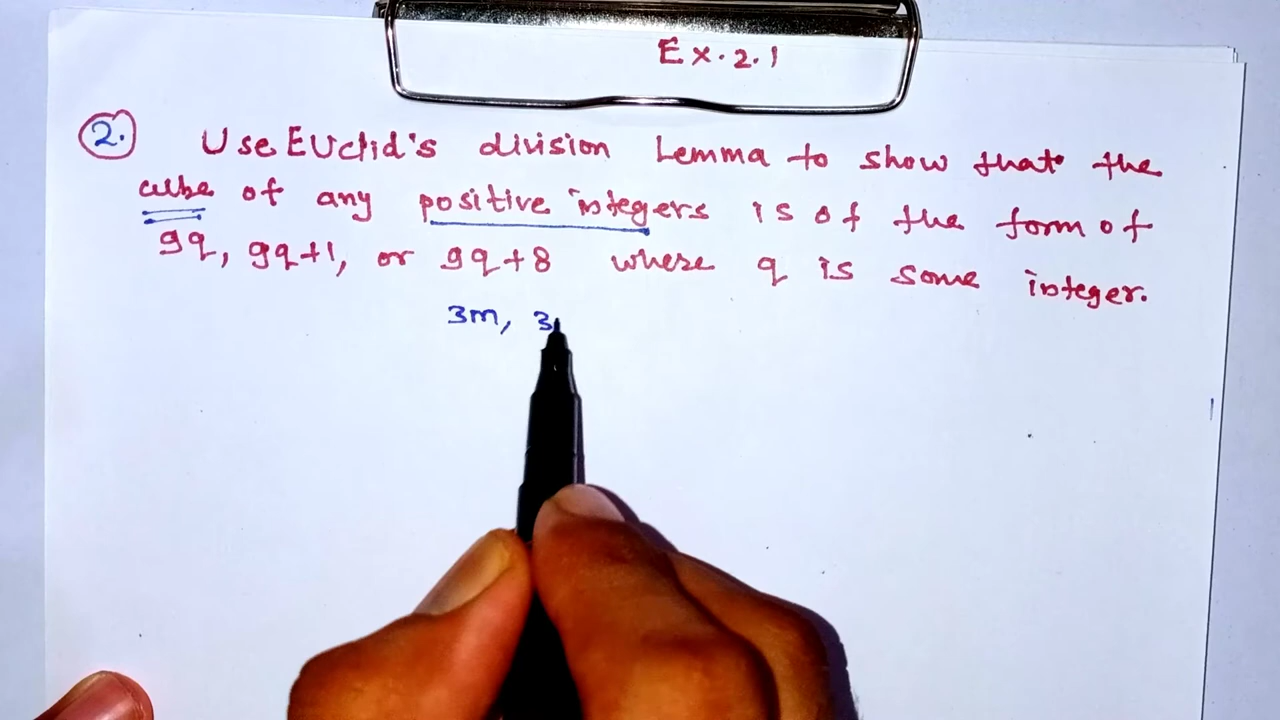 Ex. 2.1
2. Use Euclid's division Lemma to show that the
cube of any positive integers is of the form of
9q, 9q+1, or 9q+8 where q is some integer.
3m, 3